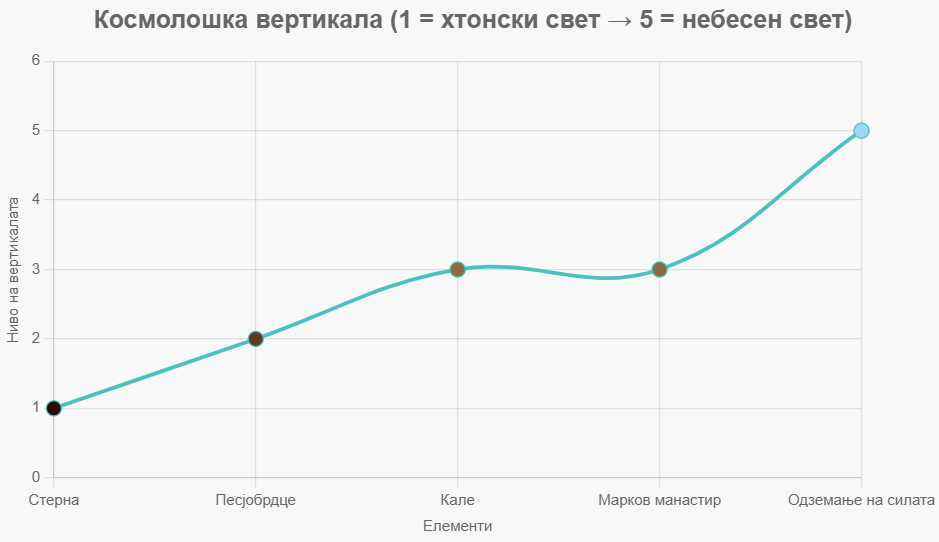 Космолошка вертикала (1 = хтонски свет → 5 = небесен свет)
6
5
4
3
2
1
0
Ниво на вертикалата
Стерна
Песјобрдце
Кале
Марков манастир
Одземање на силата
Елементи